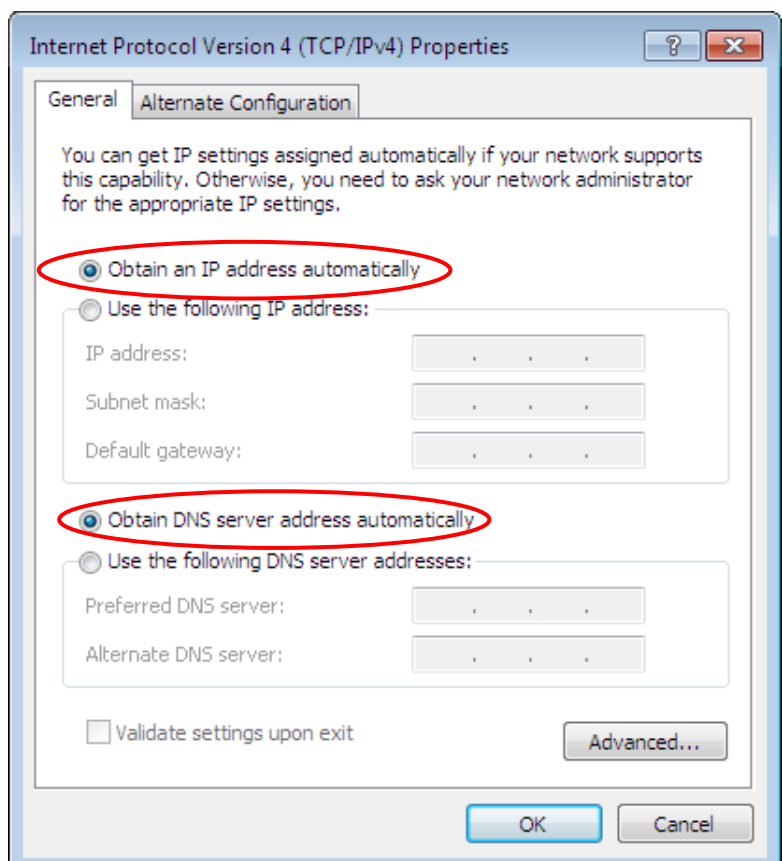 Internet Protocol Version 4 (TCP/IPv4) Properties
General
Alternate Configuration
You can get IP settings assigned automatically if your network supports
this capability. Otherwise, you need to ask your network administrator
for the appropriate IP settings.
Obtain an IP address automatically
Use the following IP address:
IP address:
Subnet mask:
Default gateway:
Obtain DNS server address automatically
Use the following DNS server addresses:
Preferred DNS server:
Alternate DNS server:
Validate settings upon exit
Advanced...
OK
Cancel